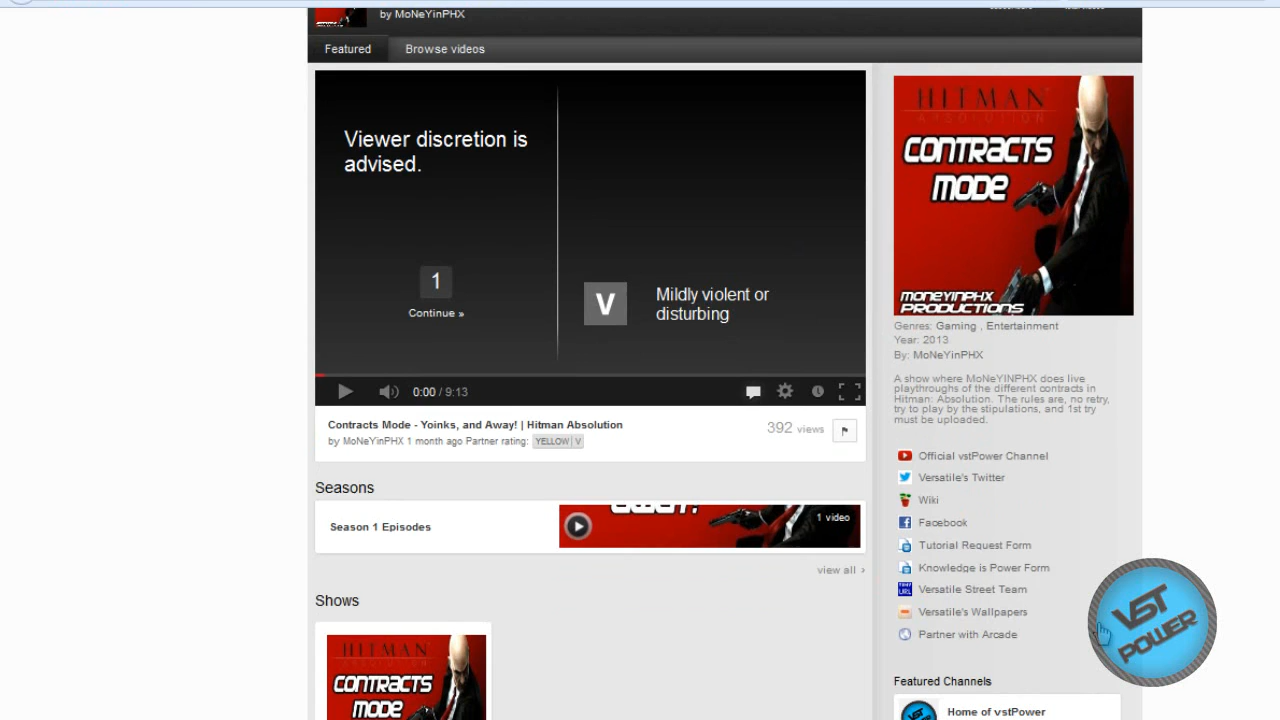 by MoNeYinPHX
Featured
Browse videos
Viewer discretion is
advised.
1
Continue »
V
Mildly violent or
disturbing
0:00 / 9:13
Contracts Mode - Yoinks, and Away! | Hitman Absolution
392 views
by MoNeYinPHX 1 month ago Partner rating: YELLOW V
Seasons
Season 1 Episodes
1 video
view all ›
Shows
HITMAN
CONTRACTS
MODE
HITMAN
ABSOLUTION
CONTRACTS
MODE
MONEYINPHX
PRODUCTIONS
Genres: Gaming , Entertainment
Year: 2013
By: MoNeYinPHX
A show where MoNeYINPHX does live
playthroughs of the different contracts in
Hitman: Absolution. The rules are, no retry,
try to play by the stipulations, and 1st try
must be uploaded.
Official vstPower Channel
Versatile's Twitter
Wiki
Facebook
Tutorial Request Form
Knowledge is Power Form
Versatile Street Team
Versatile's Wallpapers
Partner with Arcade
VST
POWER
Featured Channels
Home of vstPower